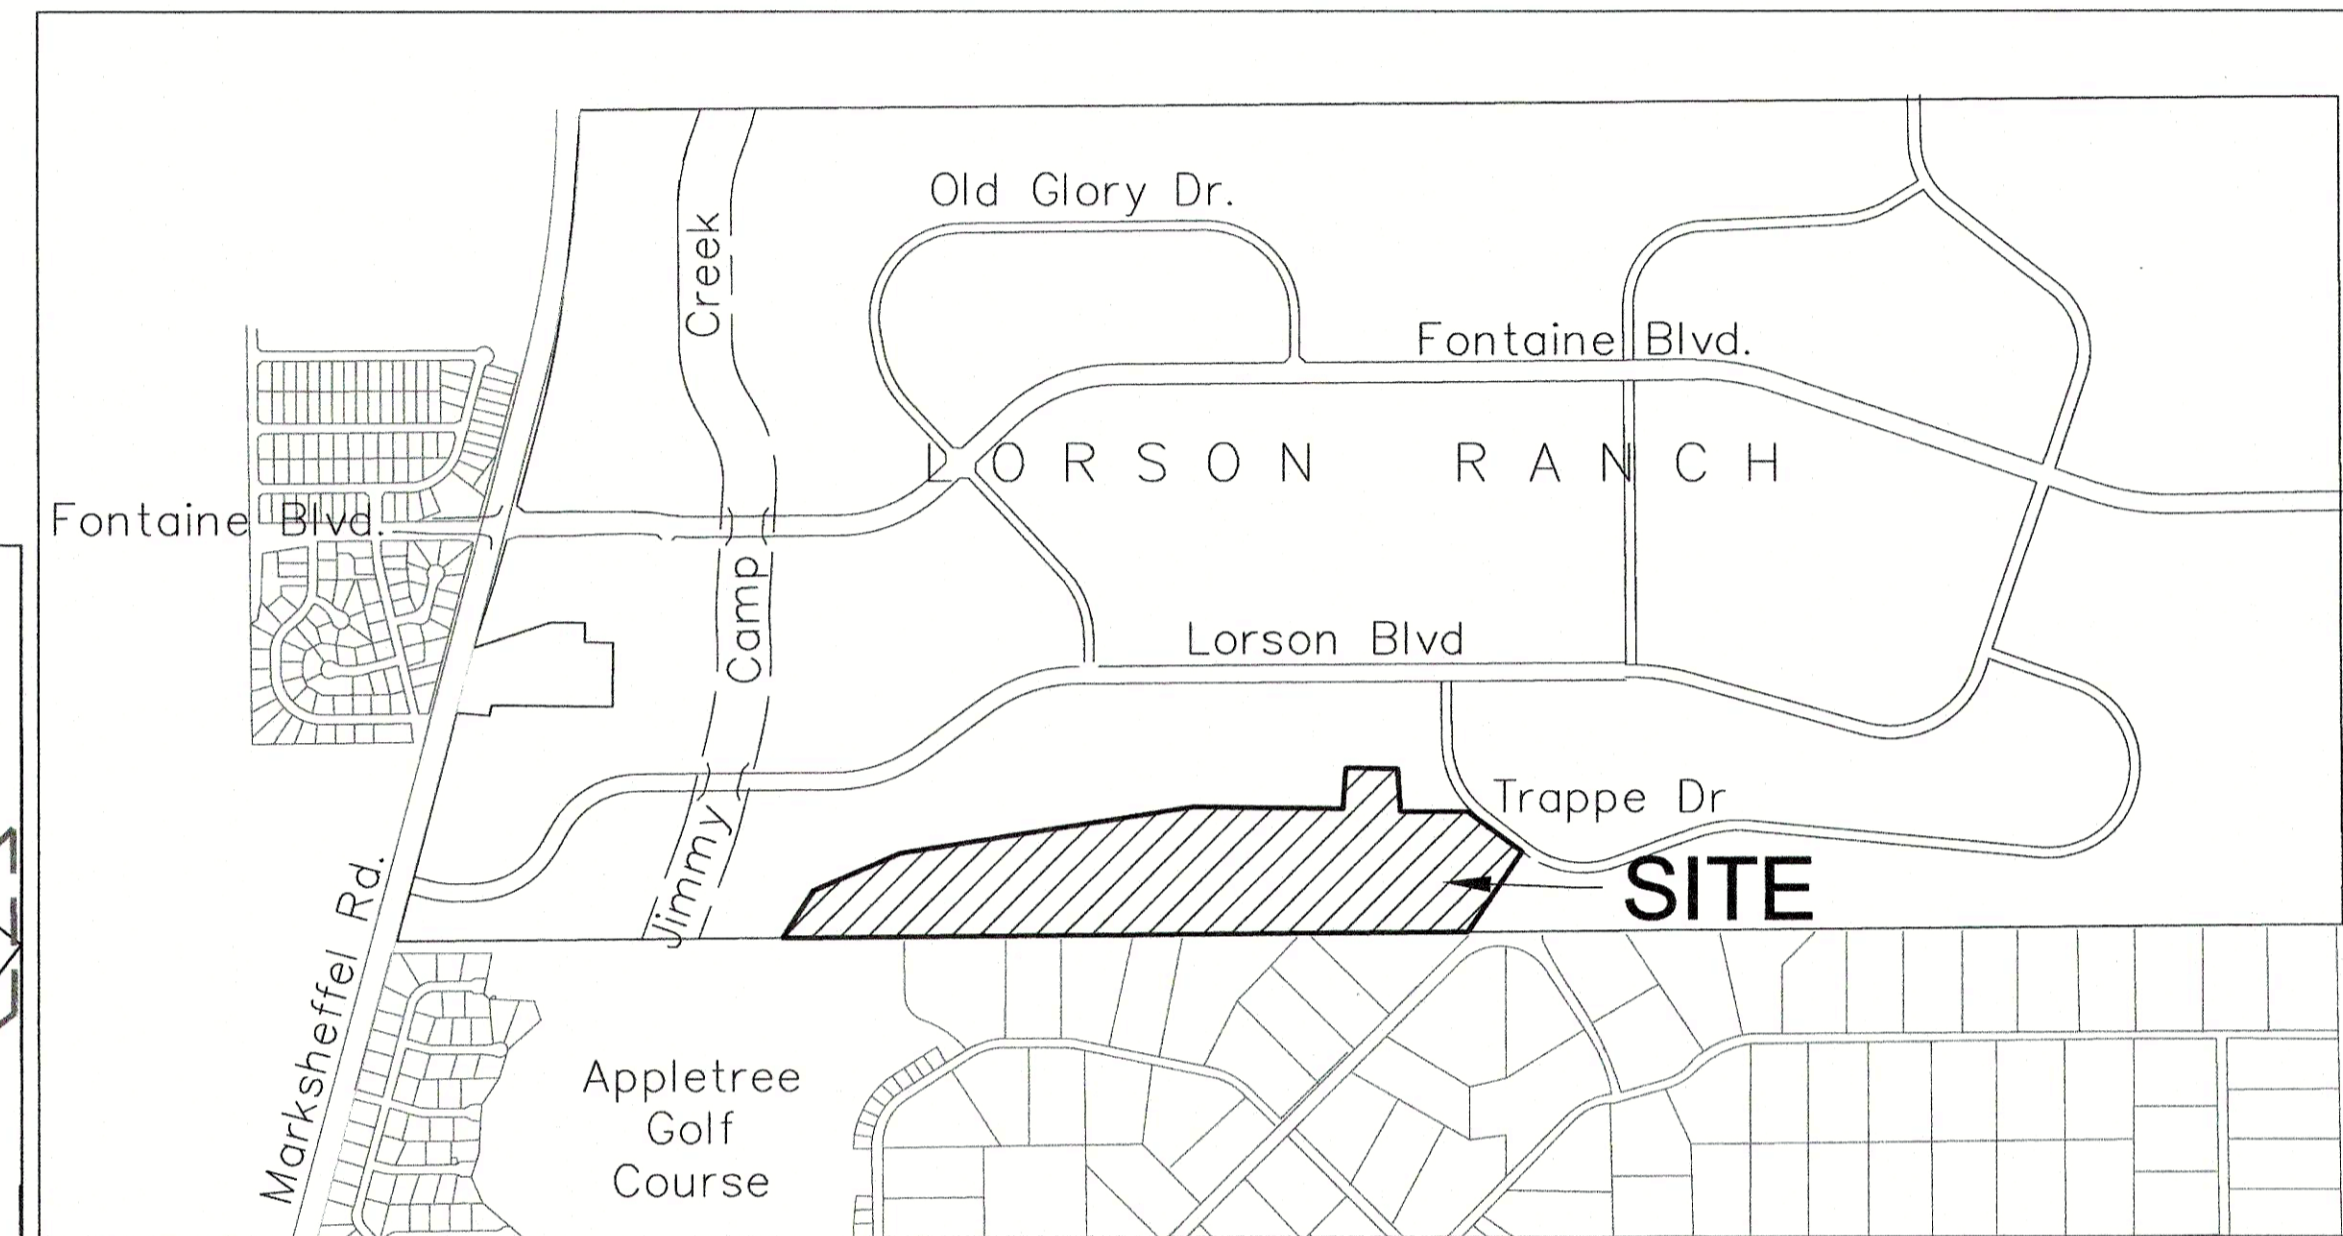 Old Glory Dr.
Creek
Fontaine Blvd.
LORSON RANCH
Fontaine Blvd.
Camp
Lorson Blvd
Trappe Dr
Jimmy
SITE
Marksheffel Rd.
Appletree
Golf
Course